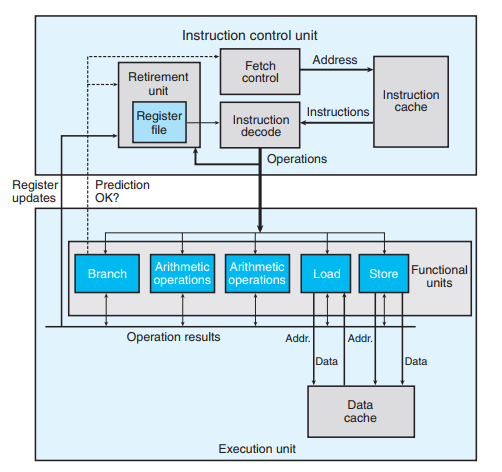 Instruction control unit
Fetch
control
Address
Retirement
unit
Instruction
cache
Register
file
Instruction
decode
Instructions
Operations
Register
updates
Prediction
OK?
Branch
Arithmetic
operations
Arithmetic
operations
Load
Store
Functional
units
Operation results
Addr.
Addr.
Data
Data
Data
cache
Execution unit